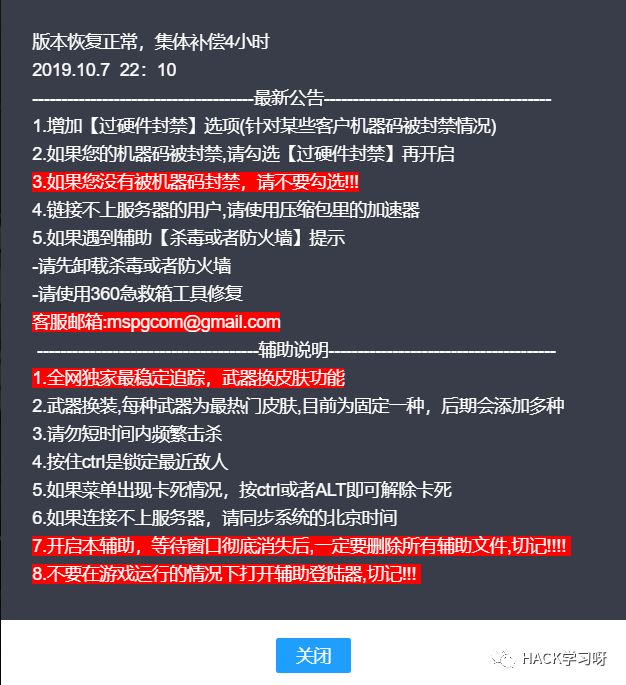 版本恢复正常，集体补偿4小时
2019.10.7 22：10
--------------------------------------最新公告---------------------------------------
1.增加【过硬件封禁】选项(针对某些客户机器码被封禁情况)
2.如果您的机器码被封禁,请勾选【过硬件封禁】再开启
3.如果您没有被机器码封禁，请不要勾选!!!
4.链接不上服务器的用户,请使用压缩包里的加速器
5.如果遇到辅助【杀毒或者防火墙】提示
-请先卸载杀毒或者防火墙
-请使用360急救箱工具修复
客服邮箱:mspgcom@gmail.com
--------------------------------------辅助说明---------------------------------------
1.全网独家最稳定追踪，武器换皮肤功能
2.武器换装,每种武器为最热门皮肤,目前为固定一种，后期会添加多种
3.请勿短时间内频繁击杀
4.按住ctrl是锁定最近敌人
5.如果菜单出现卡死情况，按ctrl或者ALT即可解除卡死
6.如果连接不上服务器，请同步系统的北京时间
7.开启本辅助，等待窗口彻底消失后,一定要删除所有辅助文件,切记!!!!
8.不要在游戏运行的情况下打开辅助登陆器,切记!!!
关闭
HACK学习呀